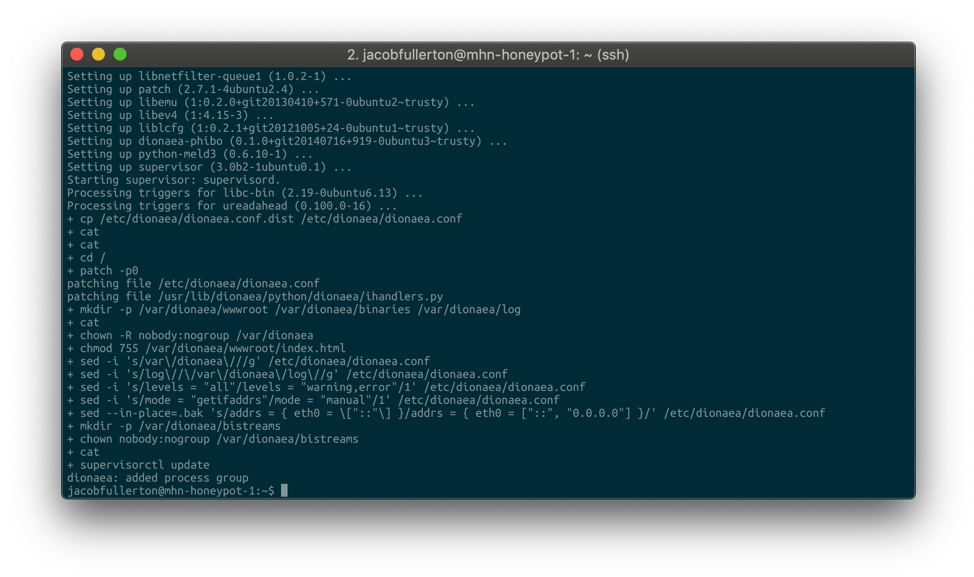 2. jacobfullerton@mhn-honeypot-1: ~ (ssh)
Setting up libnetfilter-queue1 (1.0.2-1) ...
Setting up patch (2.7.1-4ubuntu2.4) ...
Setting up libemu (1:0.2.0+git20130410+571-0ubuntu2~trusty) ...
Setting up libev4 (1:4.15-3) ...
Setting up liblcfg (1:0.2.1+git20121005+24-0ubuntu1~trusty) ...
Setting up dionaea-phibo (0.1.0+git20140716+919-0ubuntu3~trusty) ...
Setting up python-meld3 (0.6.10-1) ...
Setting up supervisor (3.0b2-1ubuntu0.1) ...
Starting supervisor: supervisord.
Processing triggers for libc-bin (2.19-0ubuntu6.13) ...
Processing triggers for ureadahead (0.100.0-16) ...
+ cp /etc/dionaea/dionaea.conf.dist /etc/dionaea/dionaea.conf
+ cat
+ cat
+ cd /
+ patch -p0
patching file /etc/dionaea/dionaea.conf
patching file /usr/lib/dionaea/python/dionaea/ihandlers.py
+ mkdir -p /var/dionaea/wwwroot /var/dionaea/binaries /var/dionaea/log
+ cat
+ chown -R nobody:nogroup /var/dionaea
+ chmod 755 /var/dionaea/wwwroot/index.html
+ sed -i 's/var\/dionaea\///g' /etc/dionaea/dionaea.conf
+ sed -i 's/log\//\/var\/dionaea\/log\//g' /etc/dionaea/dionaea.conf
+ sed -i 's/levels = "all"/levels = "warning,error"/1' /etc/dionaea/dionaea.conf
+ sed -i 's/mode = "getifaddrs"/mode = "manual"/1' /etc/dionaea/dionaea.conf
+ sed --in-place=.bak 's/addrs = { eth0 = \["::"\] }/addrs = { eth0 = ["::", "0.0.0.0"] }/' /etc/dionaea/dionaea.conf
+ mkdir -p /var/dionaea/bistreams
+ chown nobody:nogroup /var/dionaea/bistreams
+ cat
+ supervisorctl update
dionaea: added process group
jacobfullerton@mhn-honeypot-1:~$